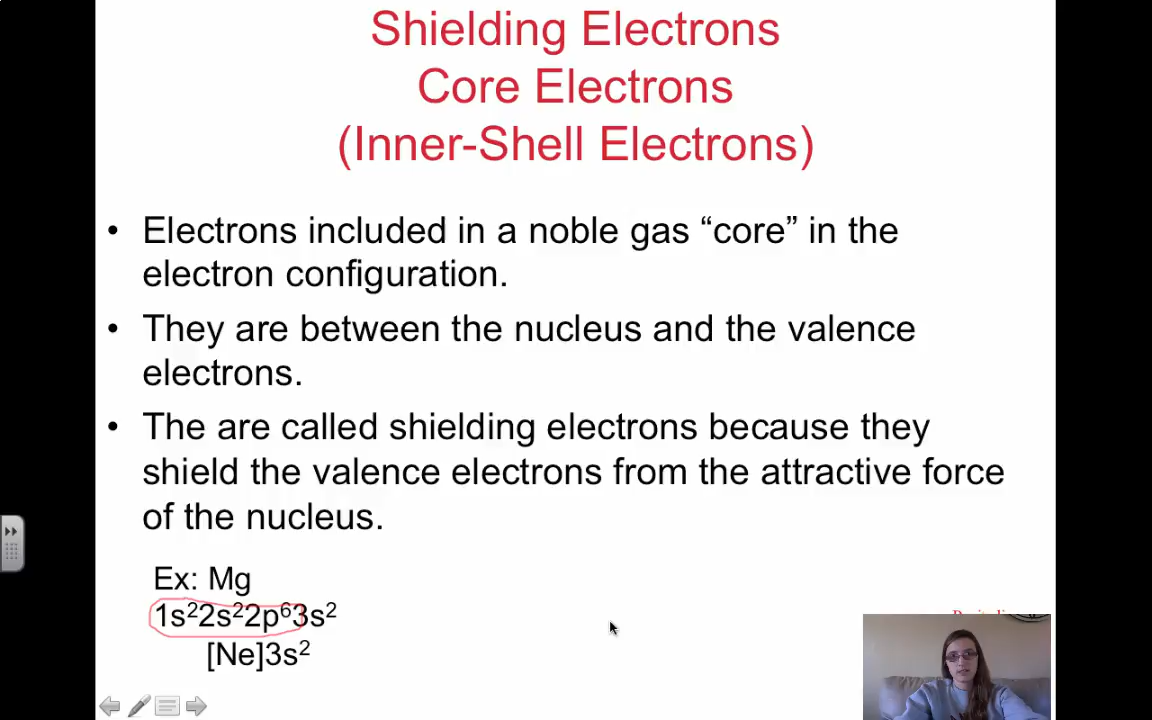 Shielding Electrons
Core Electrons
(Inner-Shell Electrons)
• Electrons included in a noble gas “core” in the
electron configuration.
• They are between the nucleus and the valence
electrons.
• The are called shielding electrons because they
shield the valence electrons from the attractive force
of the nucleus.
Ex: Mg
1s²2s²2p⁶3s²
[Ne]3s²